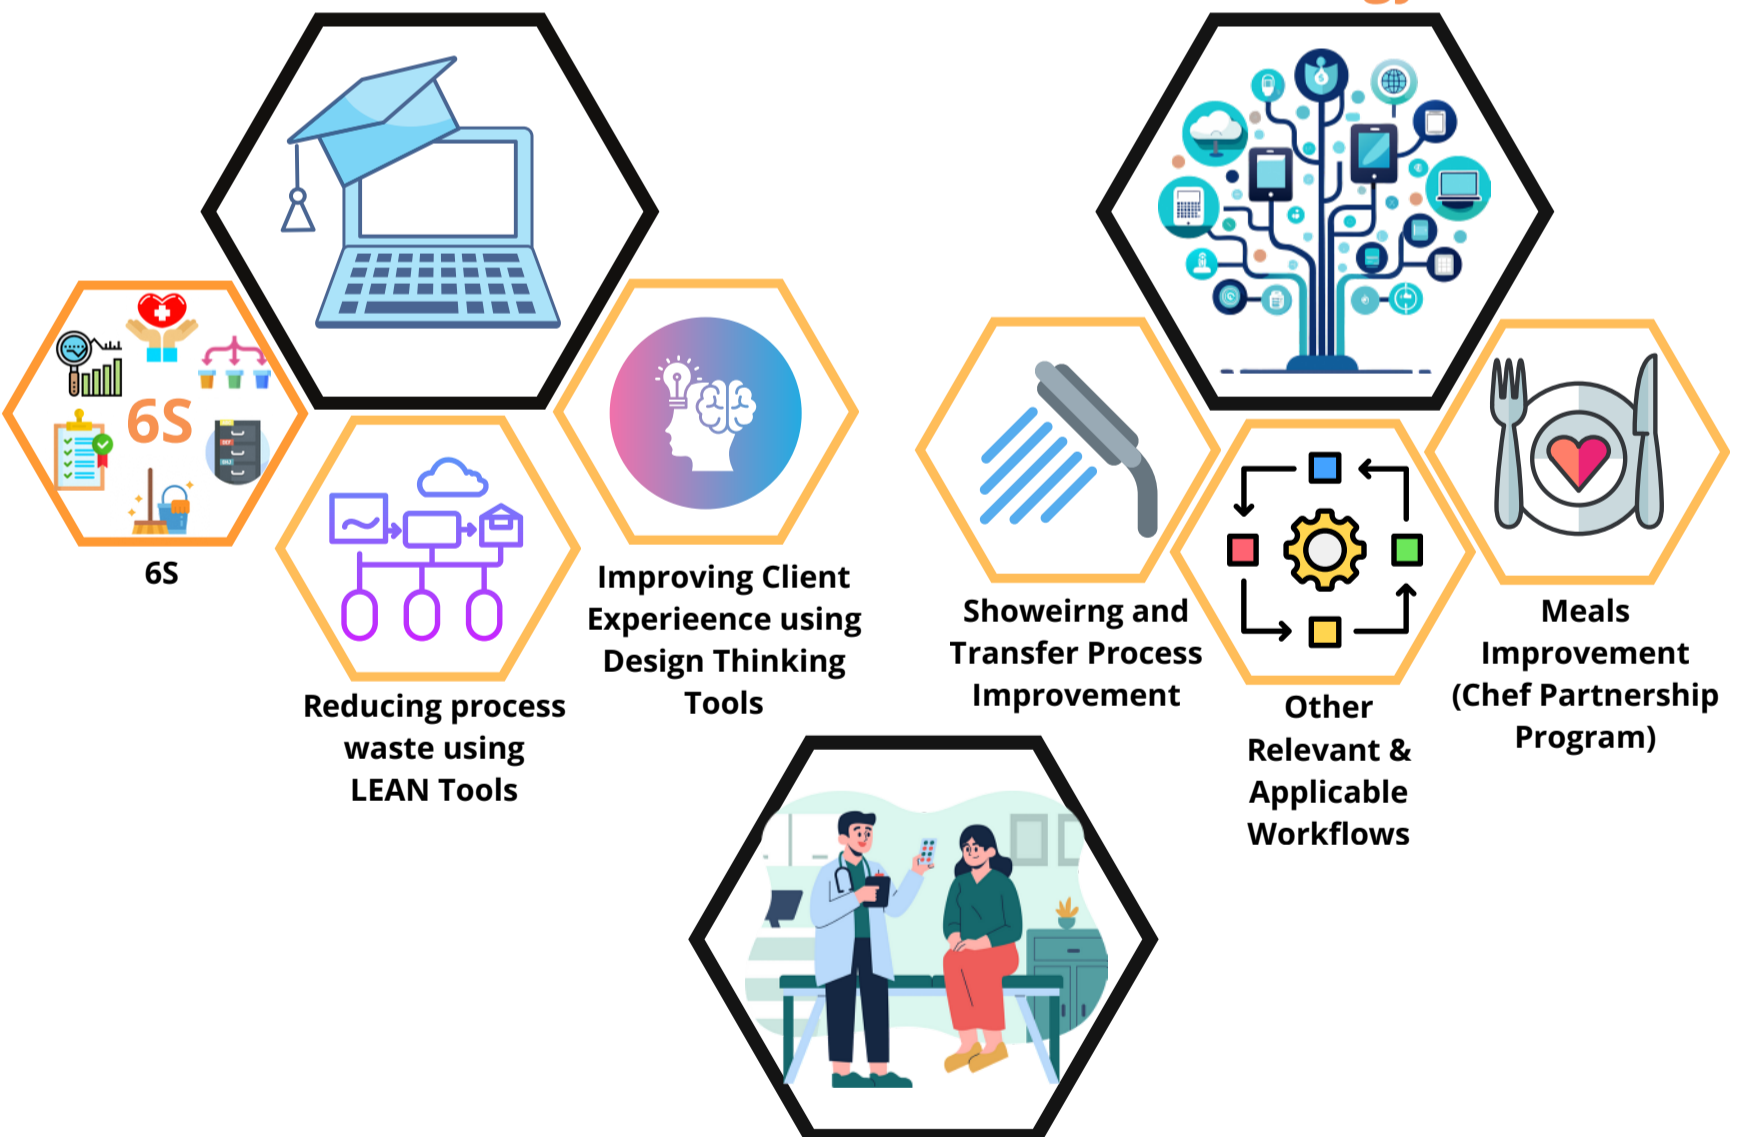 6S
6S
Reducing process
waste using
LEAN Tools
Improving Client
Experieence using
Design Thinking
Tools
Showeirng and
Transfer Process
Improvement
Other
Relevant &
Applicable
Workflows
Meals
Improvement
(Chef Partnership
Program)